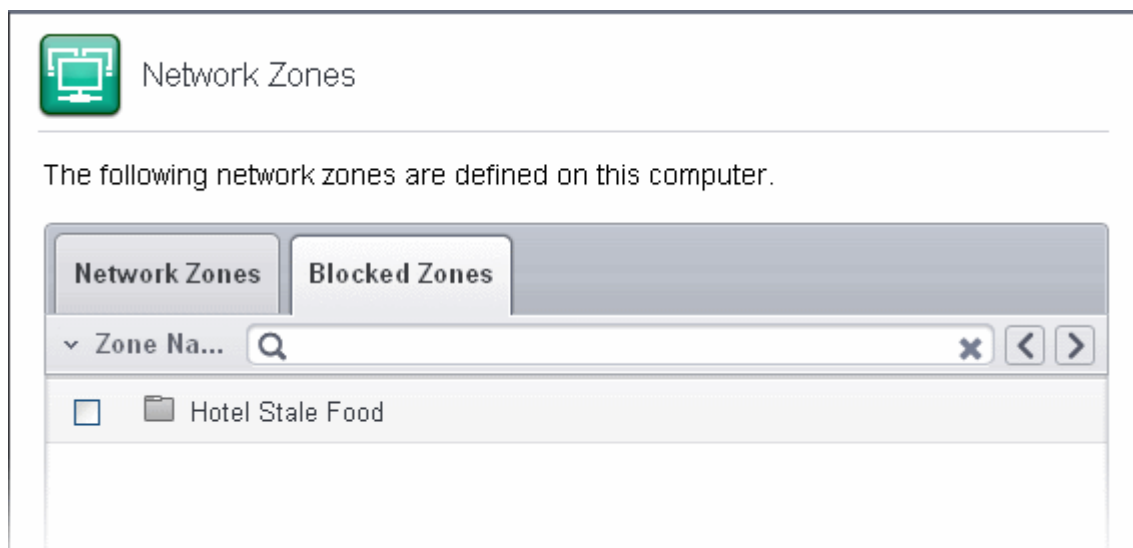 Network Zones
The following network zones are defined on this computer.
Network Zones
Blocked Zones
Zone Na...
Hotel Stale Food